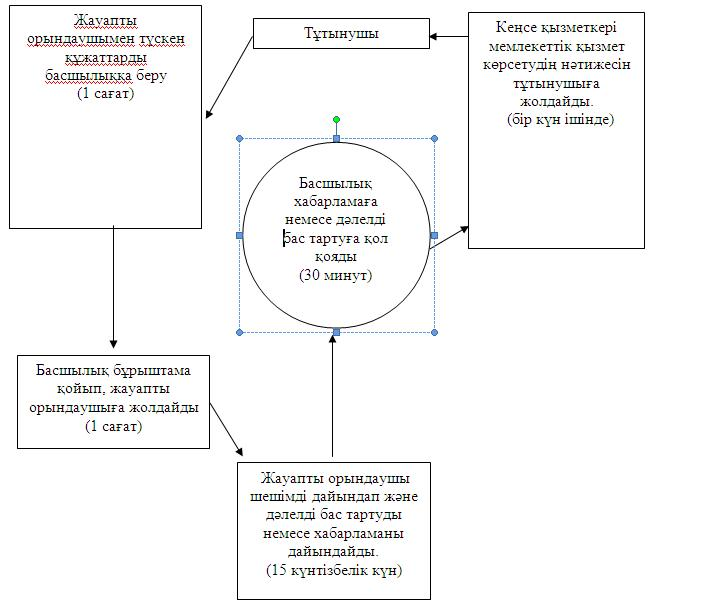 Жауапты
орындаушымен түскен
құжаттарды
басшылыққа беру
(1 сағат)
Тұтынушы
Кеңсе қызметкері
мемлекеттік қызмет
көрсетудің нәтижесін
тұтынушыға
жолдайды.
(бір күн ішінде)
Басшылық
хабарламаға
немесе дәлелді
бас тартуға қол
қояды
(30 минут)
Басшылық бұрыштама
қойып, жауапты
орындаушыға жолдайды
(1 сағат)
Жауапты орындаушы
шешімді дайындап және
дәлелді бас тартуды
немесе хабарламаны
дайындайды.
(15 күнтізбелік күн)